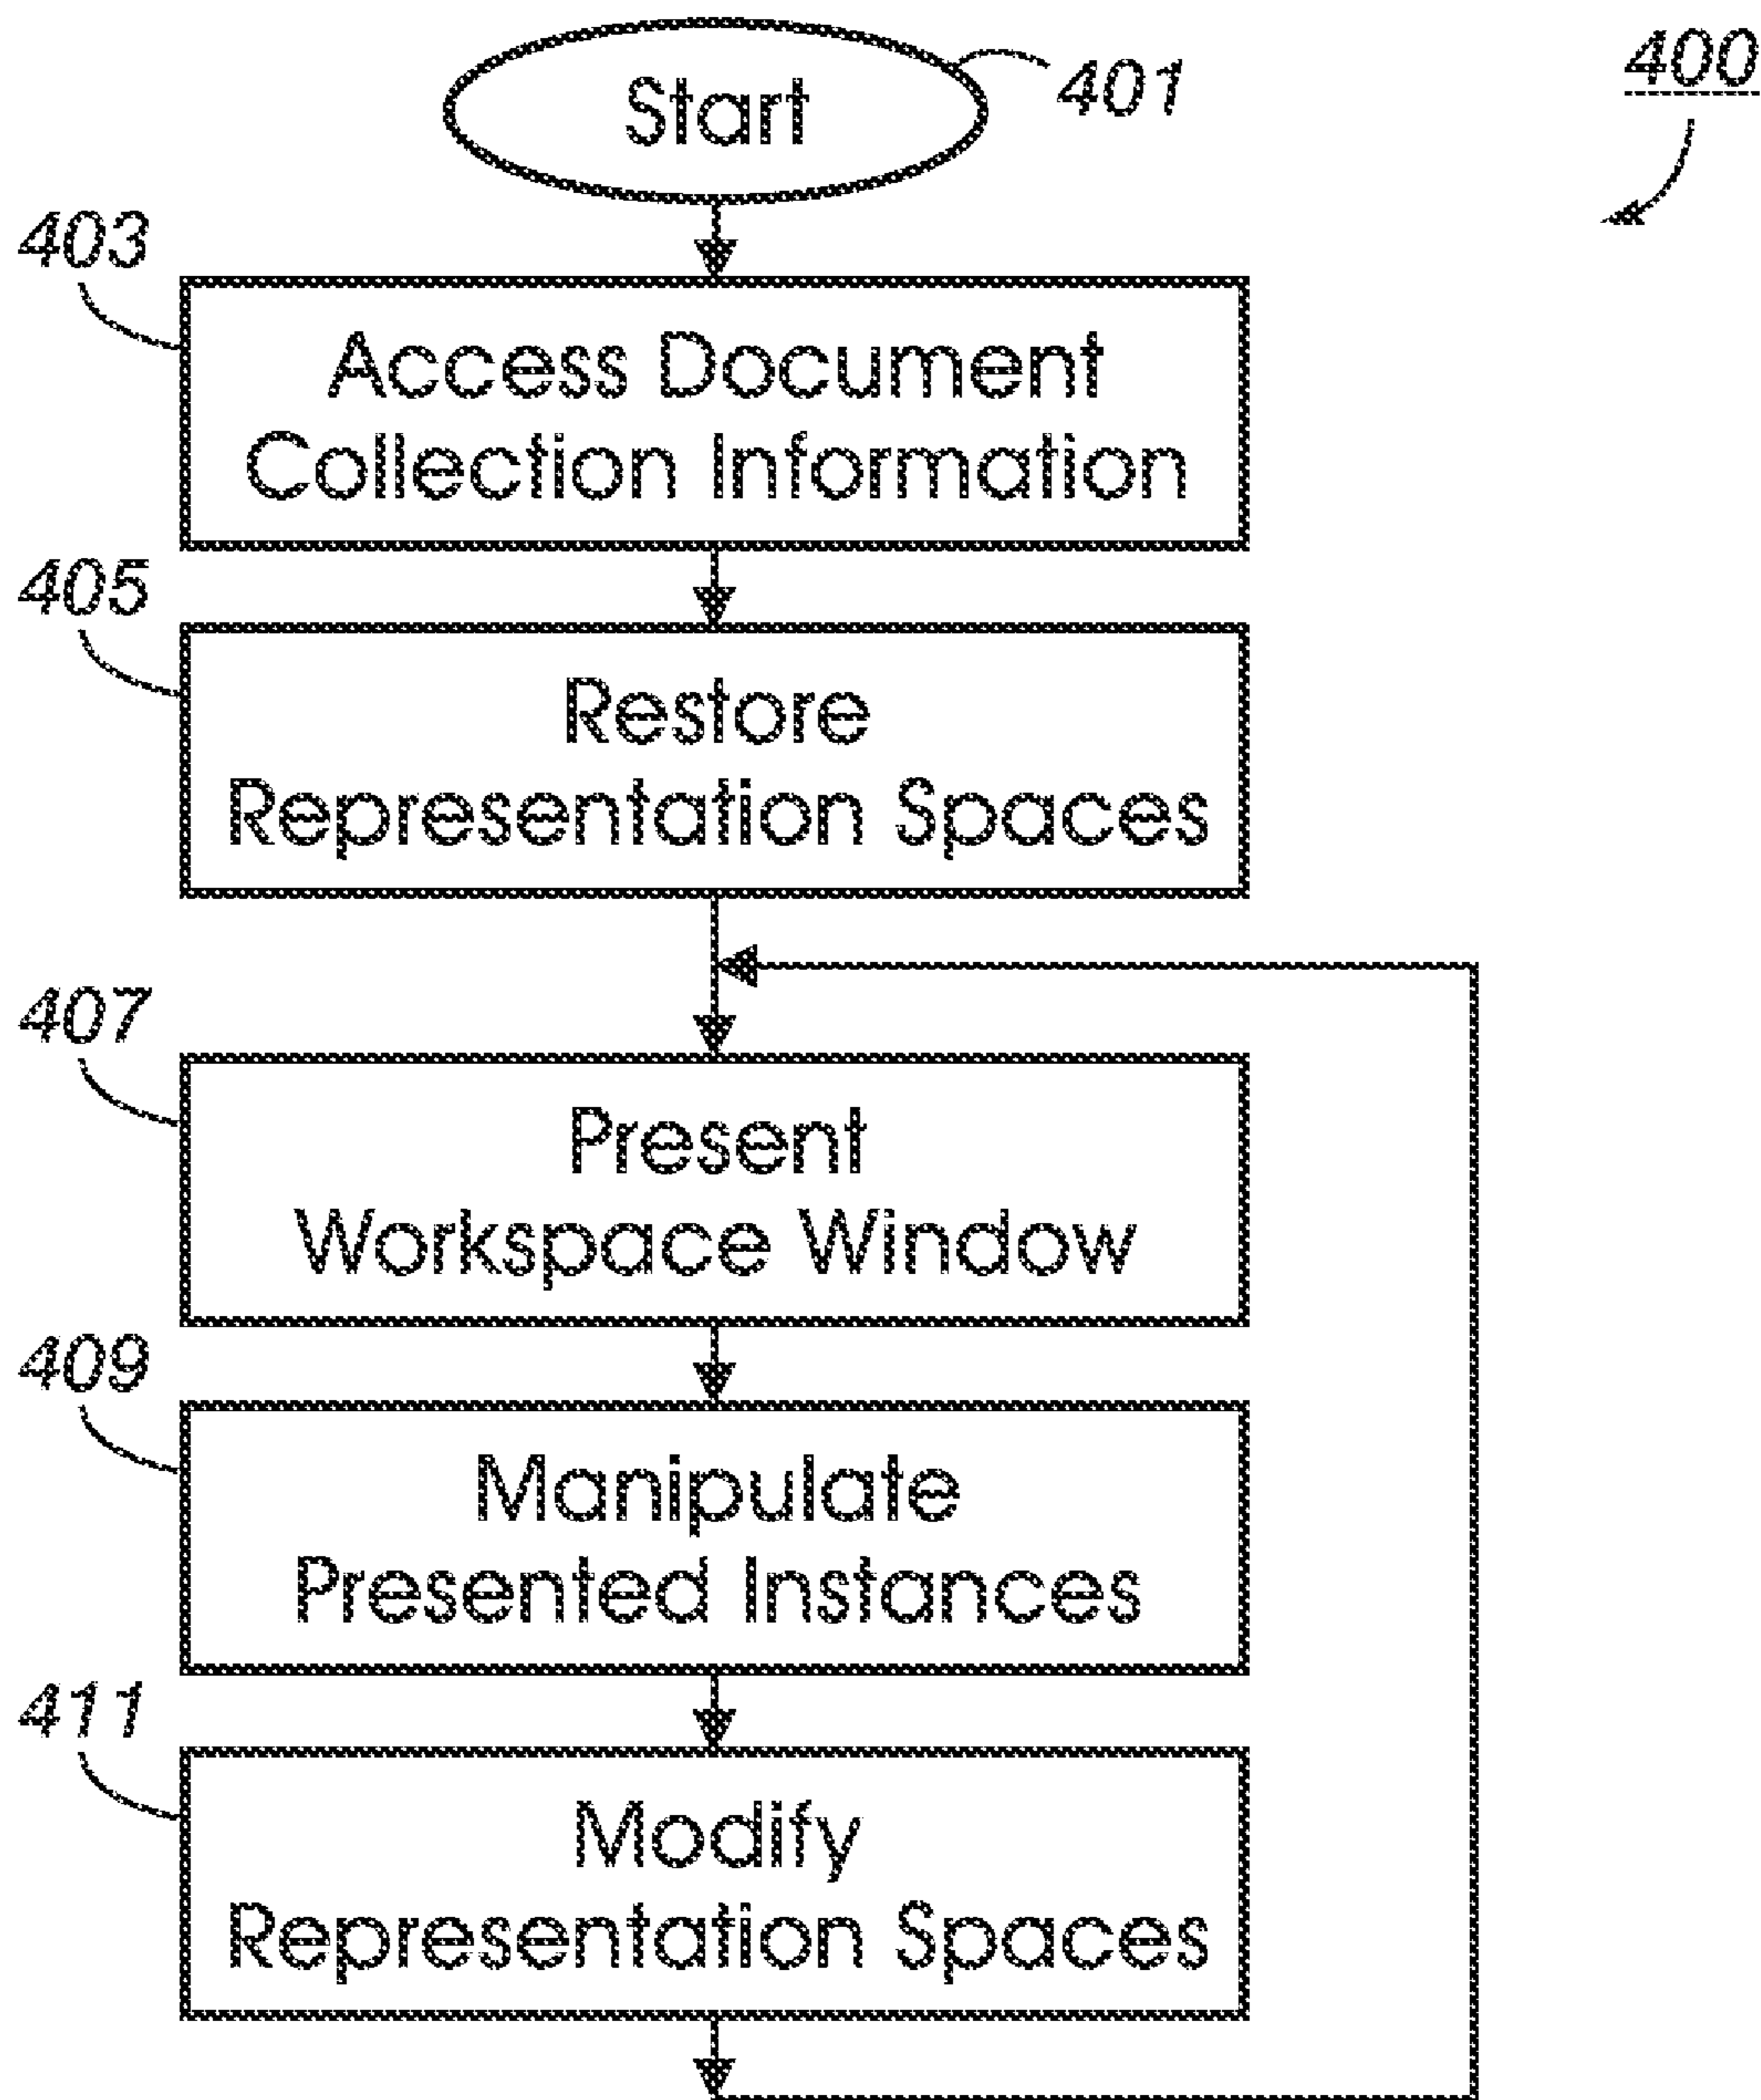 400
Start
401
403
Access Document
Collection Information
405
Restore
Representation Spaces
407
Present
Workspace Window
409
Manipulate
Presented Instances
411
Modify
Representation Spaces